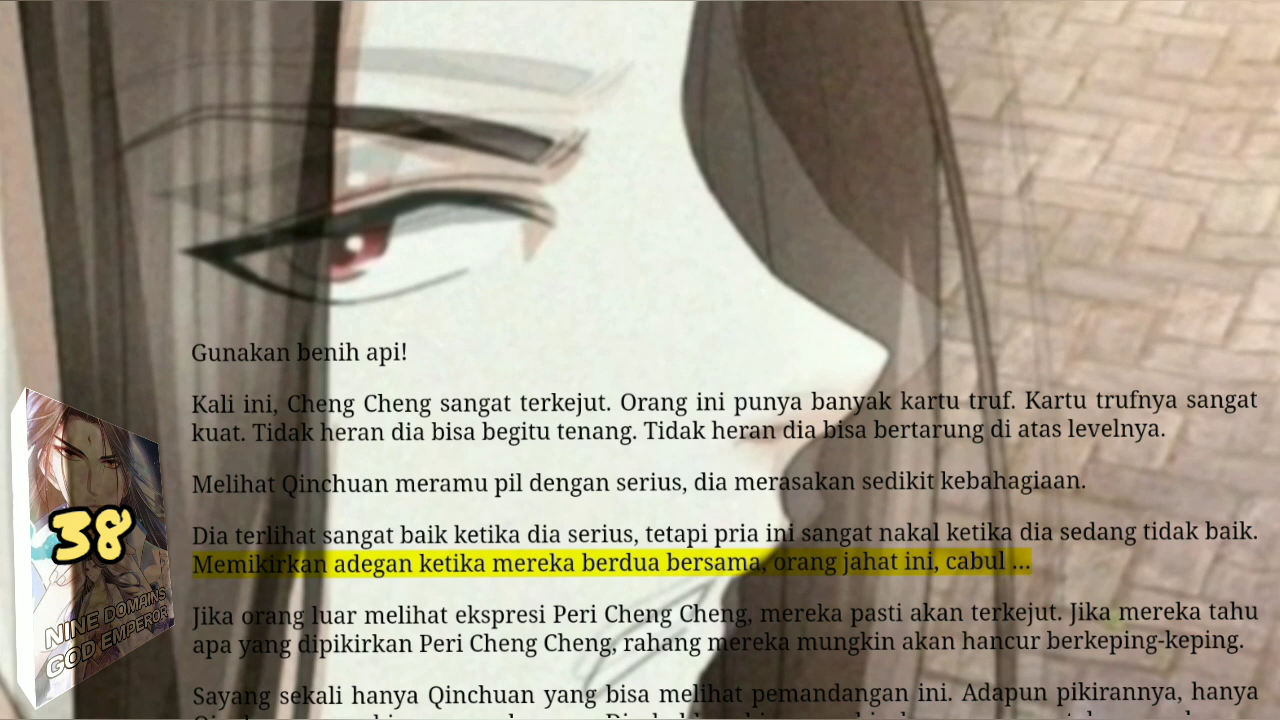 Gunakan benih api!
Kali ini, Cheng Cheng sangat terkejut. Orang ini punya banyak kartu truf. Kartu trufnya sangat
kuat. Tidak heran dia bisa begitu tenang. Tidak heran dia bisa bertarung di atas levelnya.
Melihat Qinchuan meramu pil dengan serius, dia merasakan sedikit kebahagiaan.
Dia terlihat sangat baik ketika dia serius, tetapi pria ini sangat nakal ketika dia sedang tidak baik.
Memikirkan adegan ketika mereka berdua bersama, orang jahat ini, cabul ...
Jika orang luar melihat ekspresi Peri Cheng Cheng, mereka pasti akan terkejut. Jika mereka tahu
apa yang dipikirkan Peri Cheng Cheng, rahang mereka mungkin akan hancur berkeping-keping.
Sayang sekali hanya Qinchuan yang bisa melihat pemandangan ini. Adapun pikirannya, hanya
38
NINE DOMAINS
GOD EMPEROR